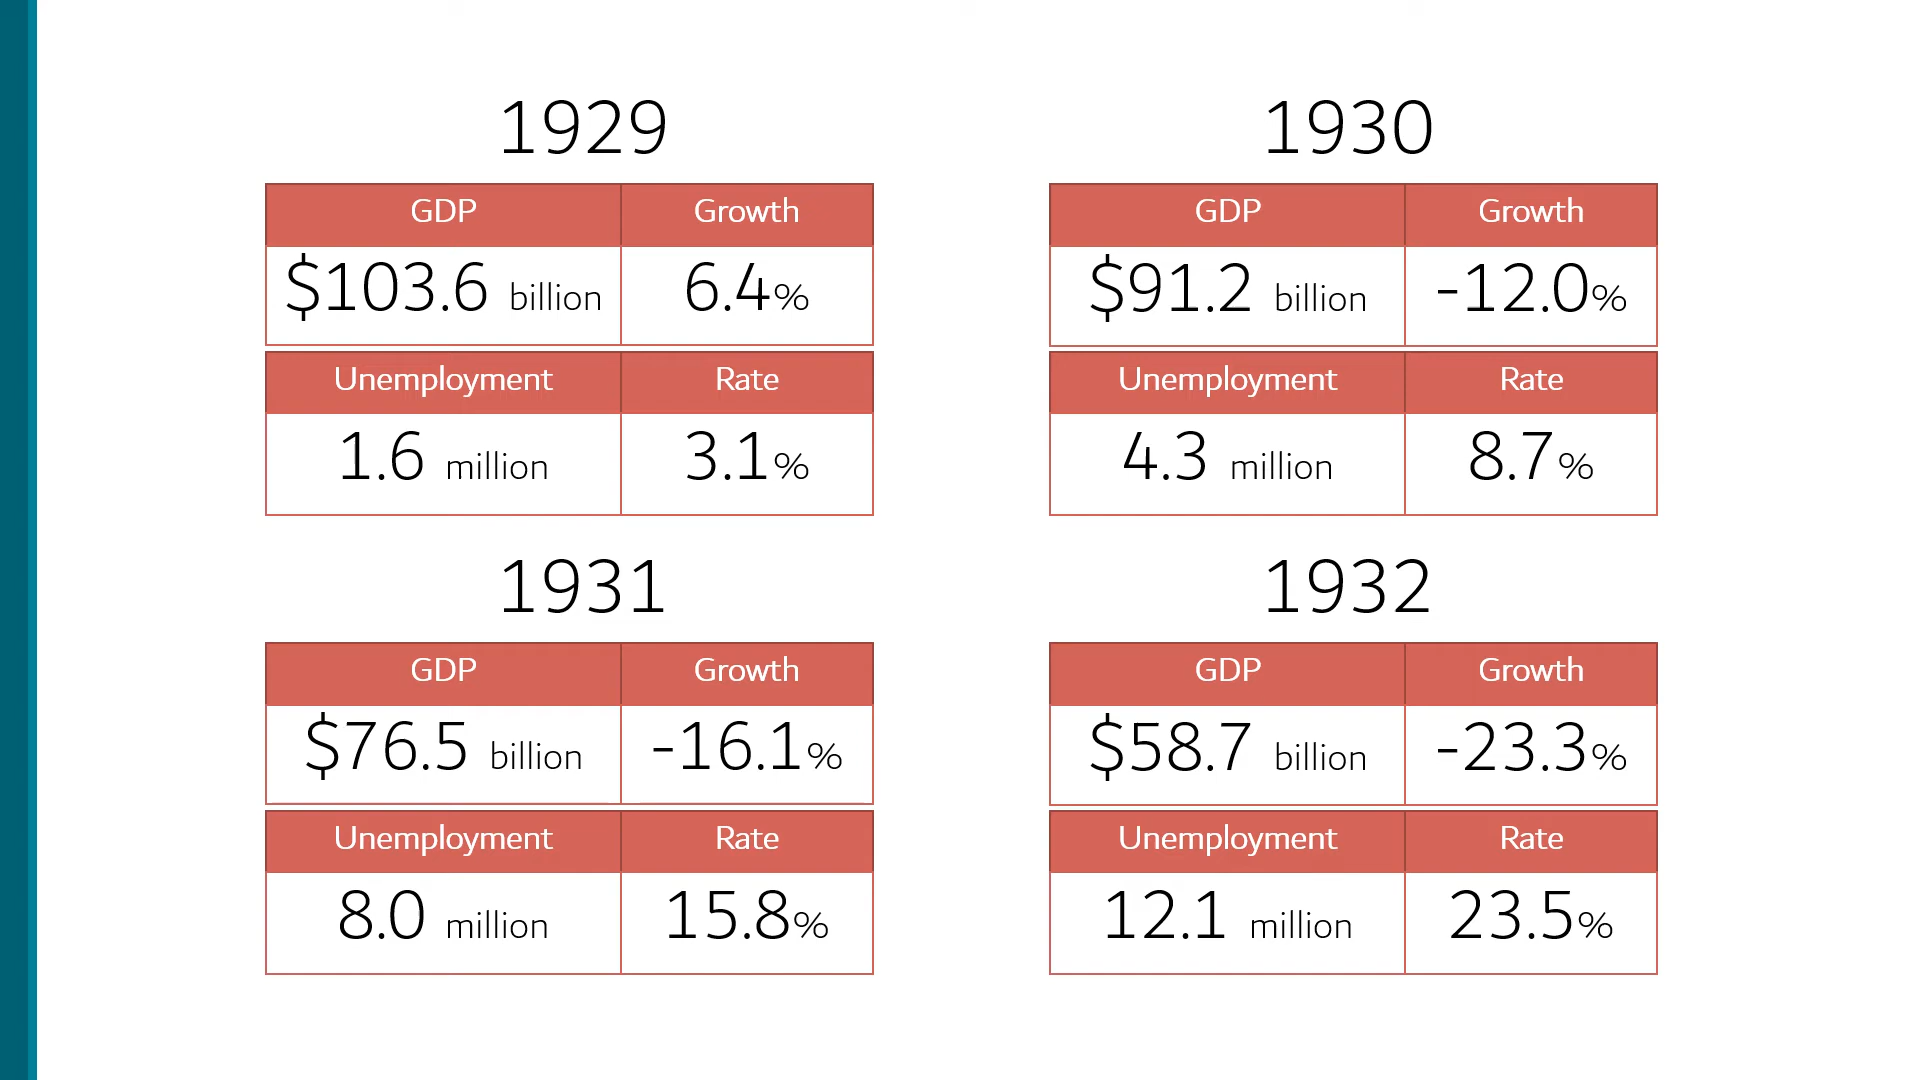 1929
GDP Growth
$103.6 billion 6.4%
Unemployment Rate
1.6 million 3.1%
1930
GDP Growth
$91.2 billion -12.0%
Unemployment Rate
4.3 million 8.7%
1931
GDP Growth
$76.5 billion -16.1%
Unemployment Rate
8.0 million 15.8%
1932
GDP Growth
$58.7 billion -23.3%
Unemployment Rate
12.1 million 23.5%